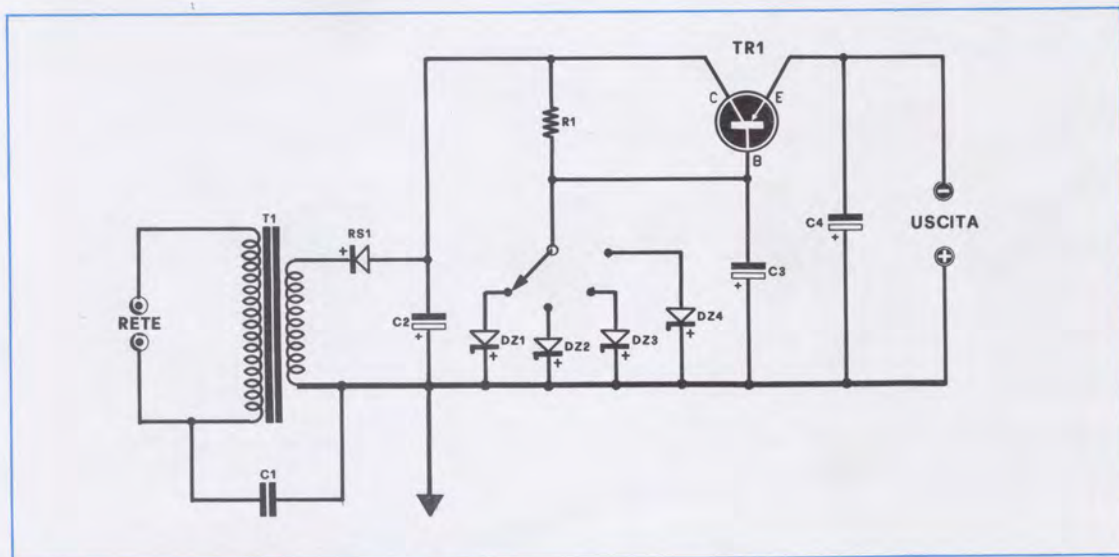 TR1
C
E
B
R1
T1
RS1
+
RETE
C2
+
DZ1
+
DZ2
+
DZ3
+
DZ4
+
C3
+
C4
+
-
USCITA
+
C1